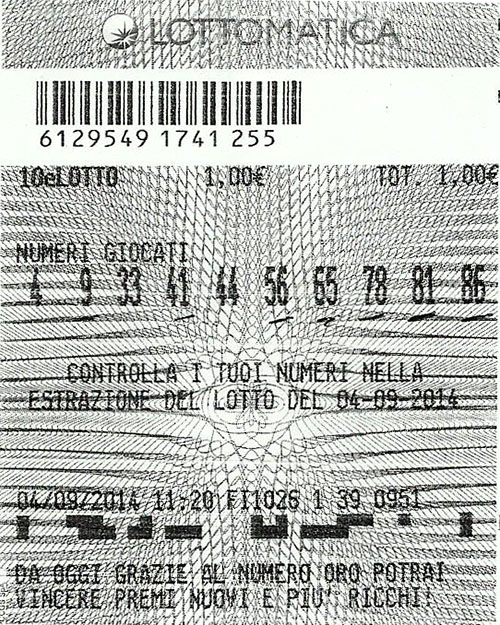 LOTTOMATICA
6129549 1741 255
10eLOTTO 1,00€ TOT. 1,00€
NUMERI GIOCATI
4 9 33 41 44 56 65 78 81 86
CONTROLLA I TUOI NUMERI NELLA
ESTRAZIONE DEL LOTTO DEL 04-09-2014
04/09/2014 11:20 FI1026 1 39 0951
DA OGGI GRAZIE AL NUMERO ORO POTRAI
VINCERE PREMI NUOVI E PIU' RICCHI!